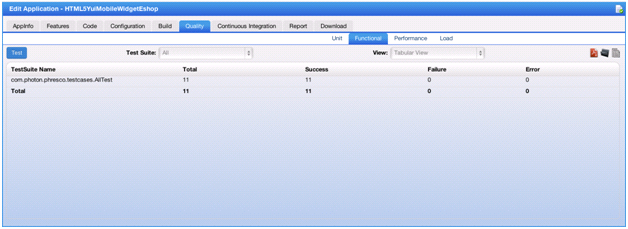 Edit Application - HTML5YuiMobileWidgetEshop
AppInfo Features Code Configuration Build Quality Continuous Integration Report Download
Unit Functional Performance Load
Test Test Suite: All View: Tabular View
TestSuite Name Total Success Failure Error
com.photon.phresco.testcases.AllTest 11 11 0 0
Total 11 11 0 0